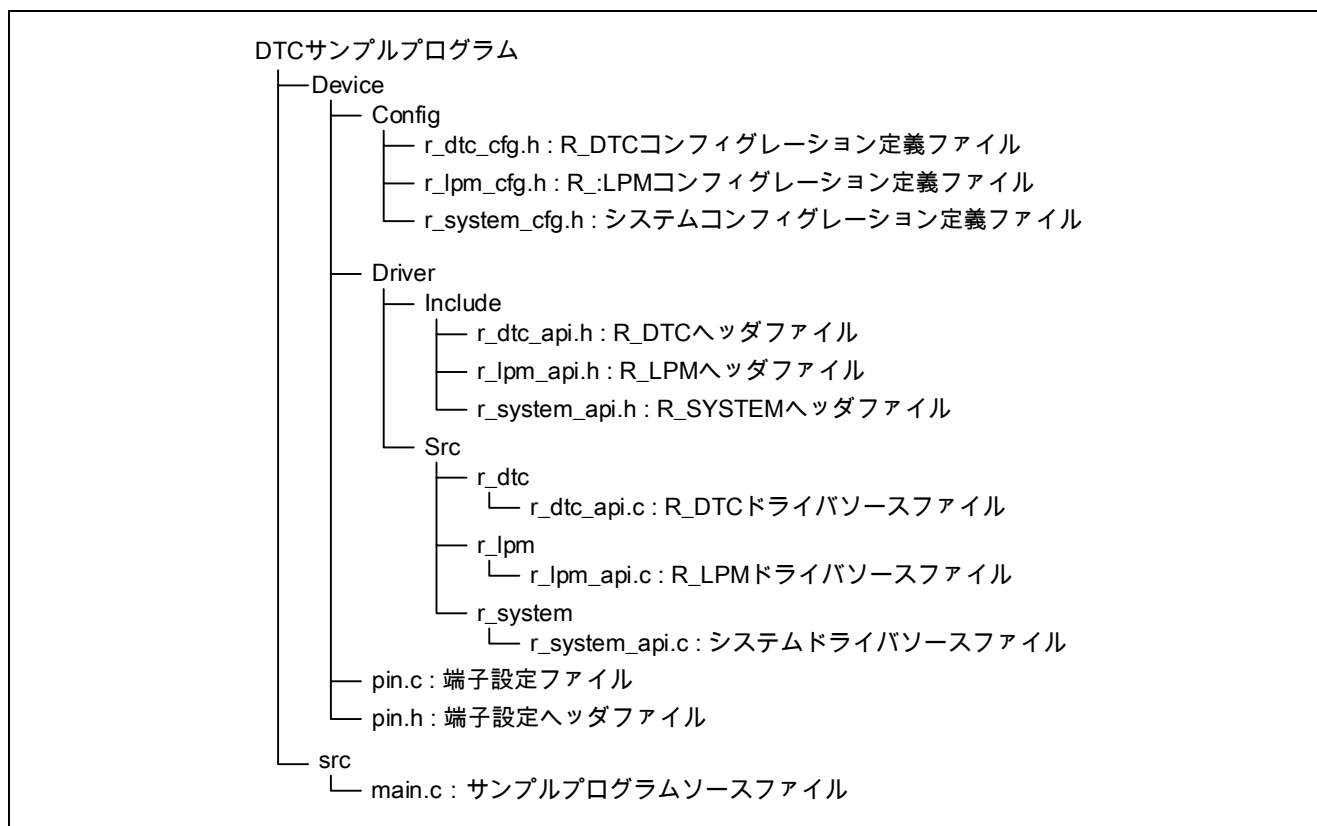 DTCサンプルプログラム
Device
Config
r_dtc_cfg.h : R_DTCコンフィグレーション定義ファイル
r_lpm_cfg.h : R_:LPMコンフィグレーション定義ファイル
r_system_cfg.h : システムコンフィグレーション定義ファイル
Driver
Include
r_dtc_api.h : R_DTCヘッダファイル
r_lpm_api.h : R_LPMヘッダファイル
r_system_api.h : R_SYSTEMヘッダファイル
Src
r_dtc
r_dtc_api.c : R_DTCドライバソースファイル
r_lpm
r_lpm_api.c : R_LPMドライバソースファイル
r_system
r_system_api.c : システムドライバソースファイル
pin.c : 端子設定ファイル
pin.h : 端子設定ヘッダファイル
src
main.c : サンプルプログラムソースファイル